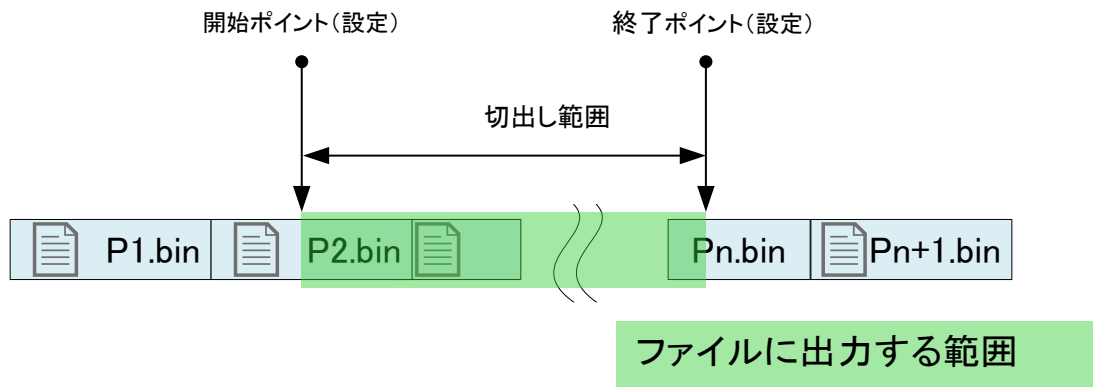 開始ポイント(設定)
終了ポイント(設定)
切出し範囲
P1.bin
P2.bin
Pn.bin
Pn+1.bin
ファイルに出力する範囲